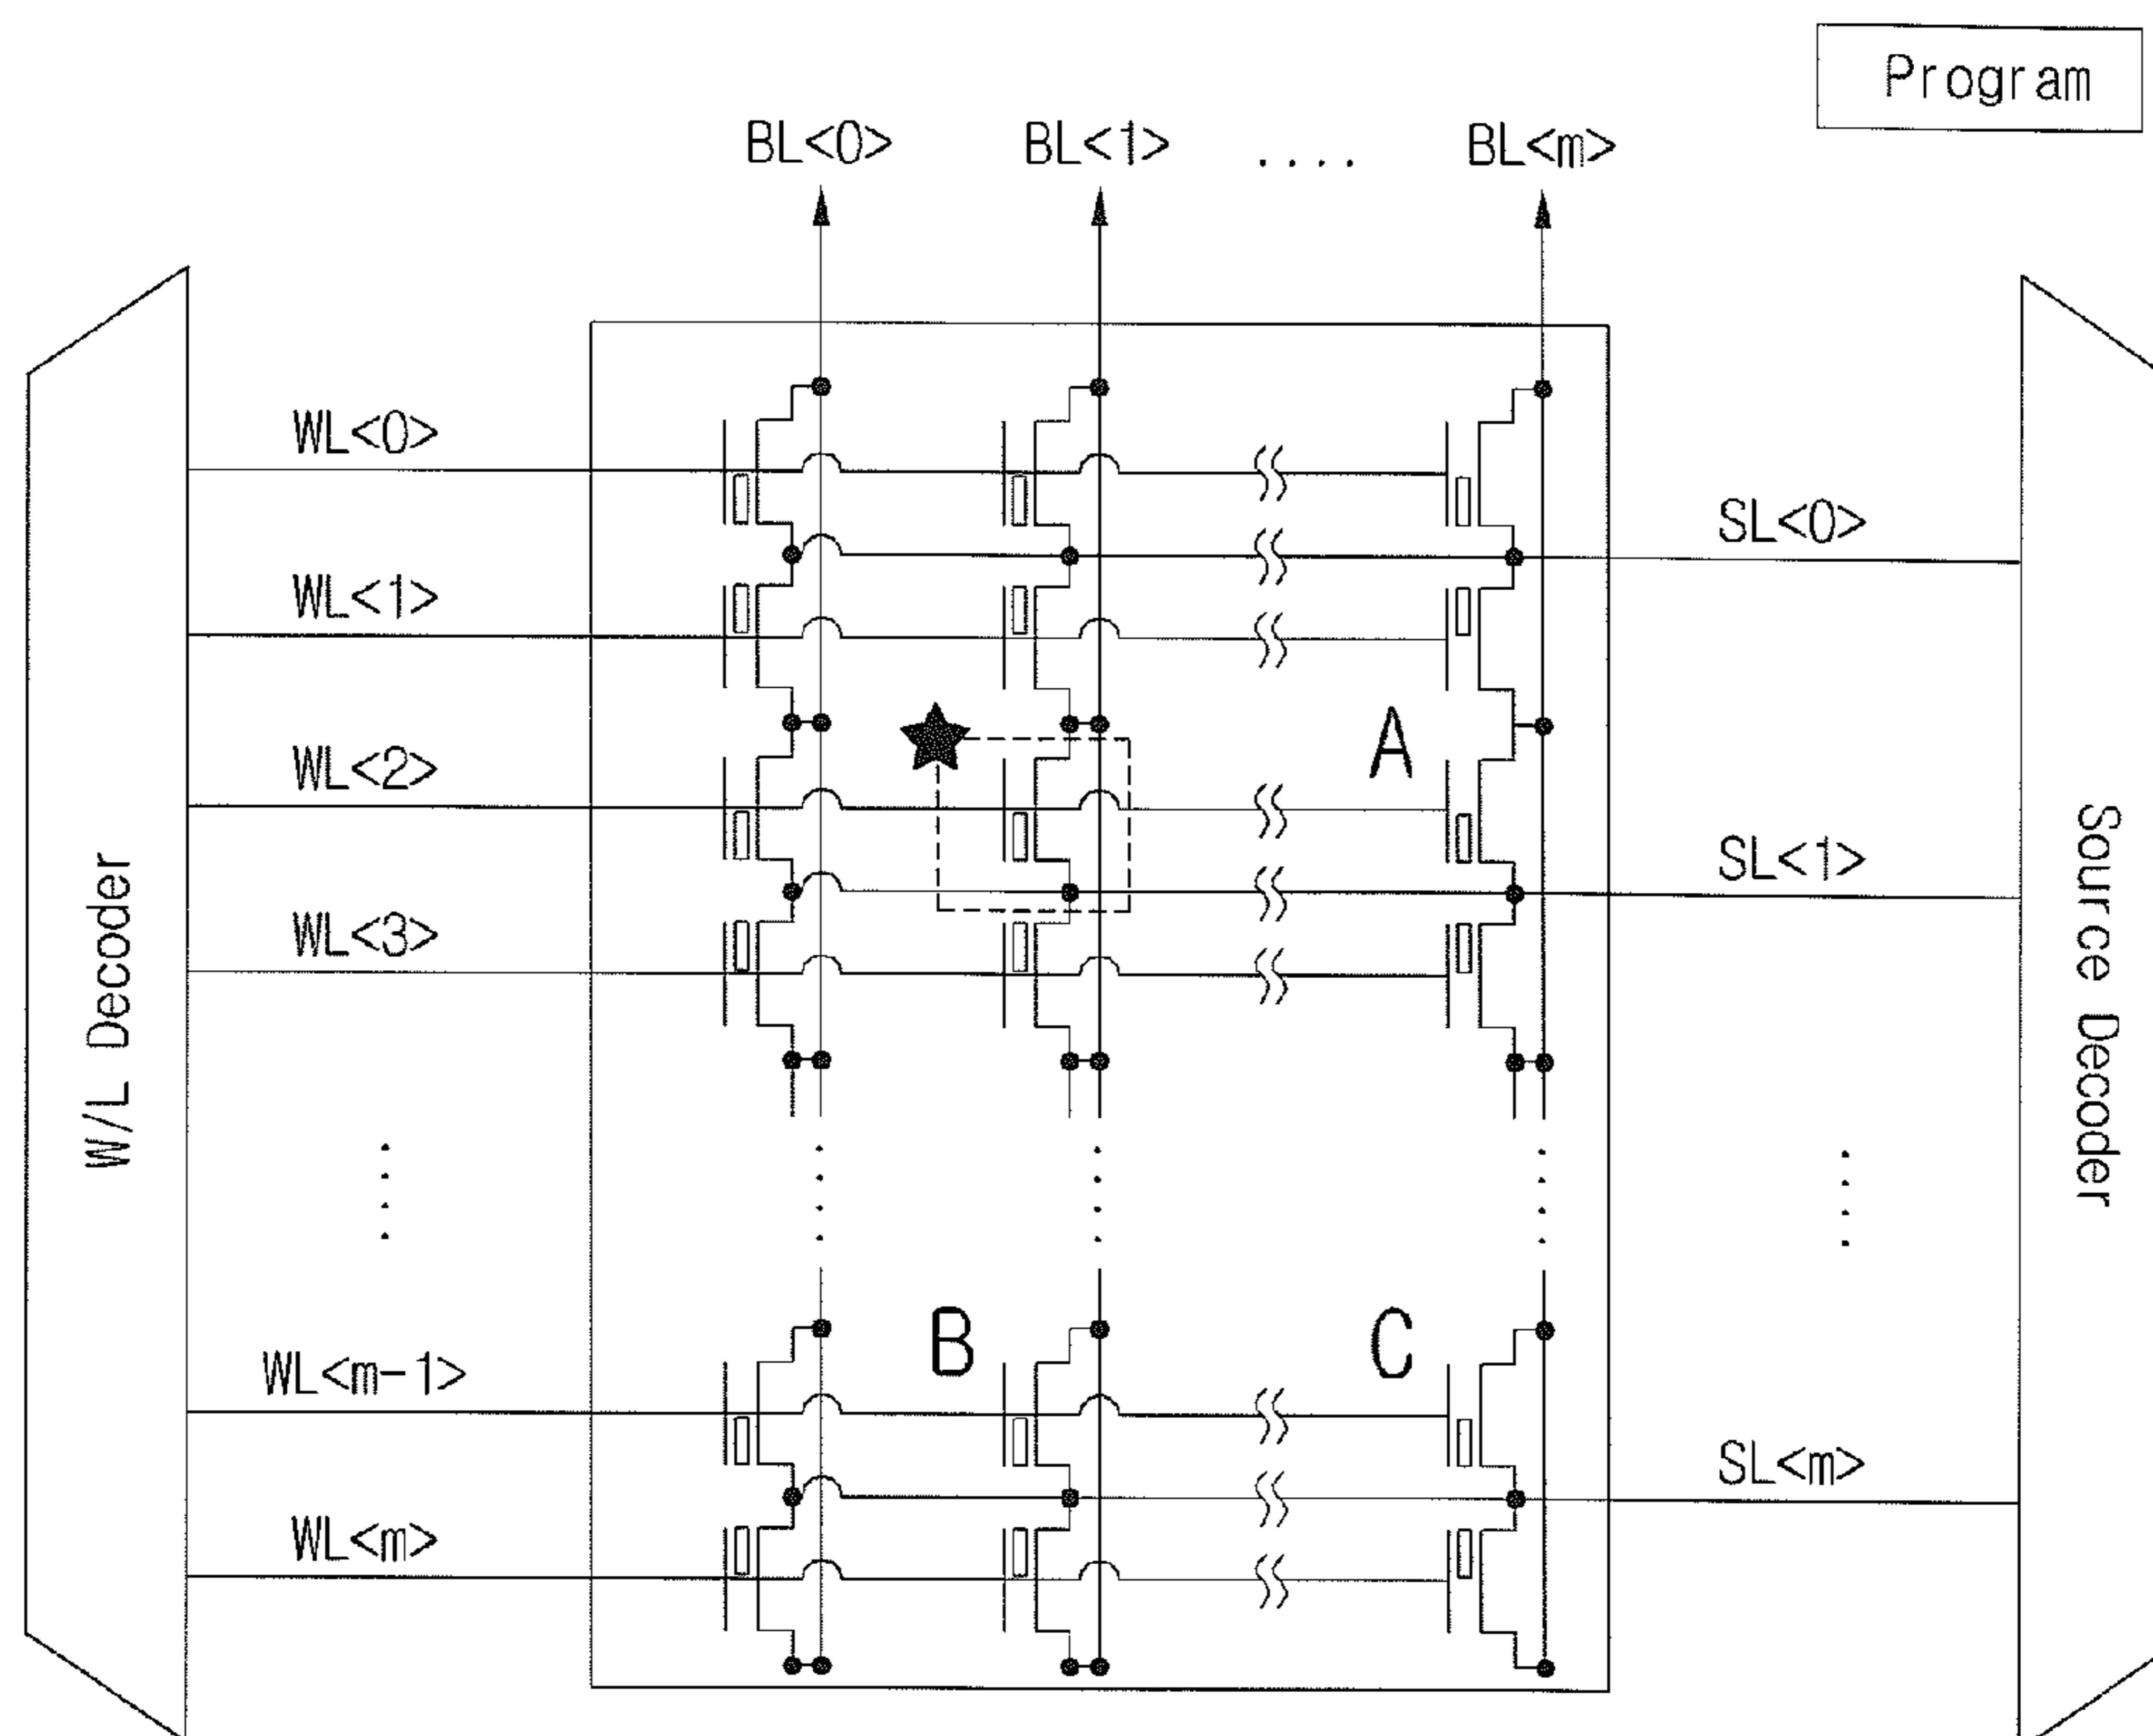 Program
BL<0> BL<1> .... BL<m>
WL<0>
SL<0>
WL<1>
A
WL<2>
SL<1>
WL<3>
W/L Decoder
Source Decoder
B C
WL<m-1>
SL<m>
WL<m>